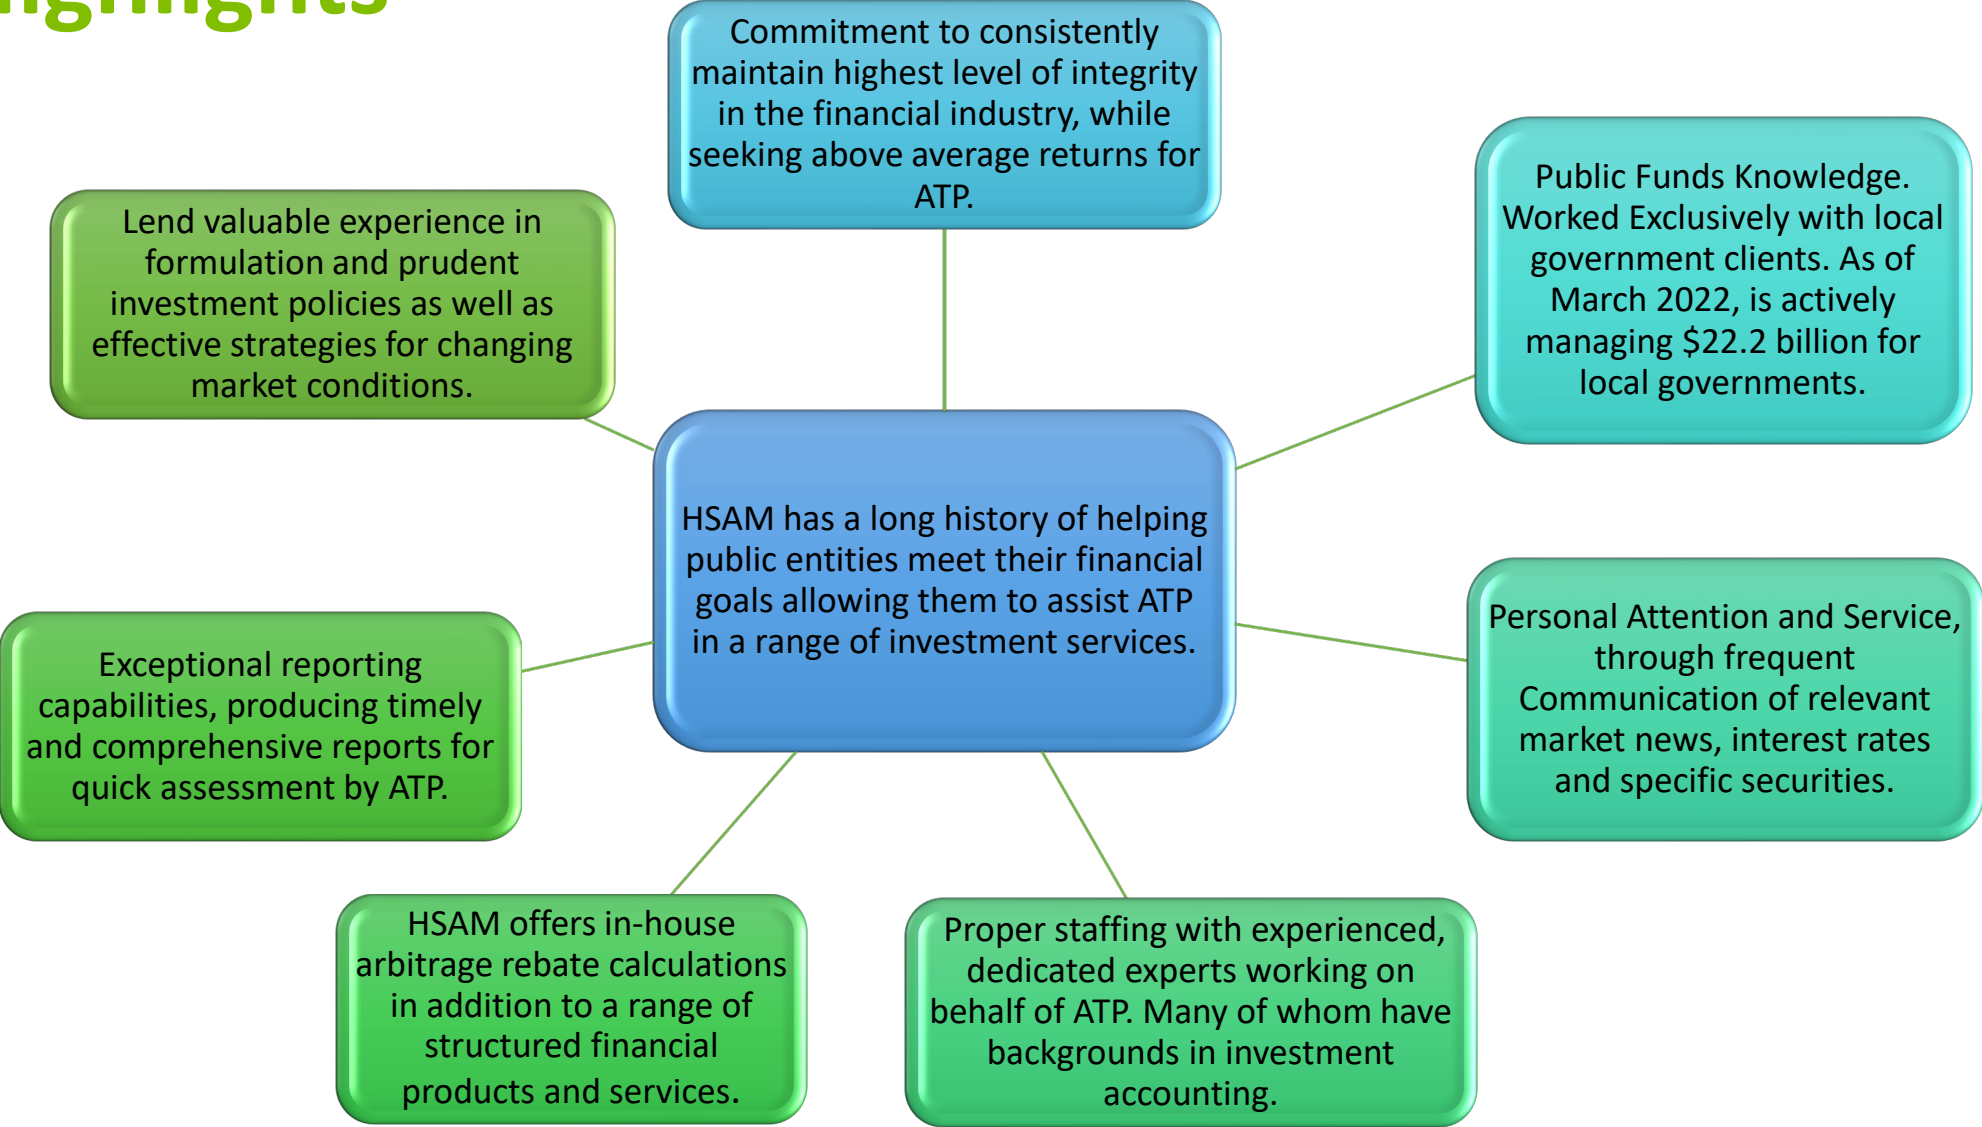 Commitment to consistently
maintain highest level of integrity
in the financial industry, while
seeking above average returns for
ATP.
Public Funds Knowledge.
Worked Exclusively with local
government clients. As of
March 2022, is actively
managing $22.2 billion for
local governments.
Lend valuable experience in
formulation and prudent
investment policies as well as
effective strategies for changing
market conditions.
HSAM has a long history of helping
public entities meet their financial
goals allowing them to assist ATP
in a range of investment services.
Personal Attention and Service,
through frequent
Communication of relevant
market news, interest rates
and specific securities.
Exceptional reporting
capabilities, producing timely
and comprehensive reports for
quick assessment by ATP.
HSAM offers in-house
arbitrage rebate calculations
in addition to a range of
structured financial
products and services.
Proper staffing with experienced,
dedicated experts working on
behalf of ATP. Many of whom have
backgrounds in investment
accounting.